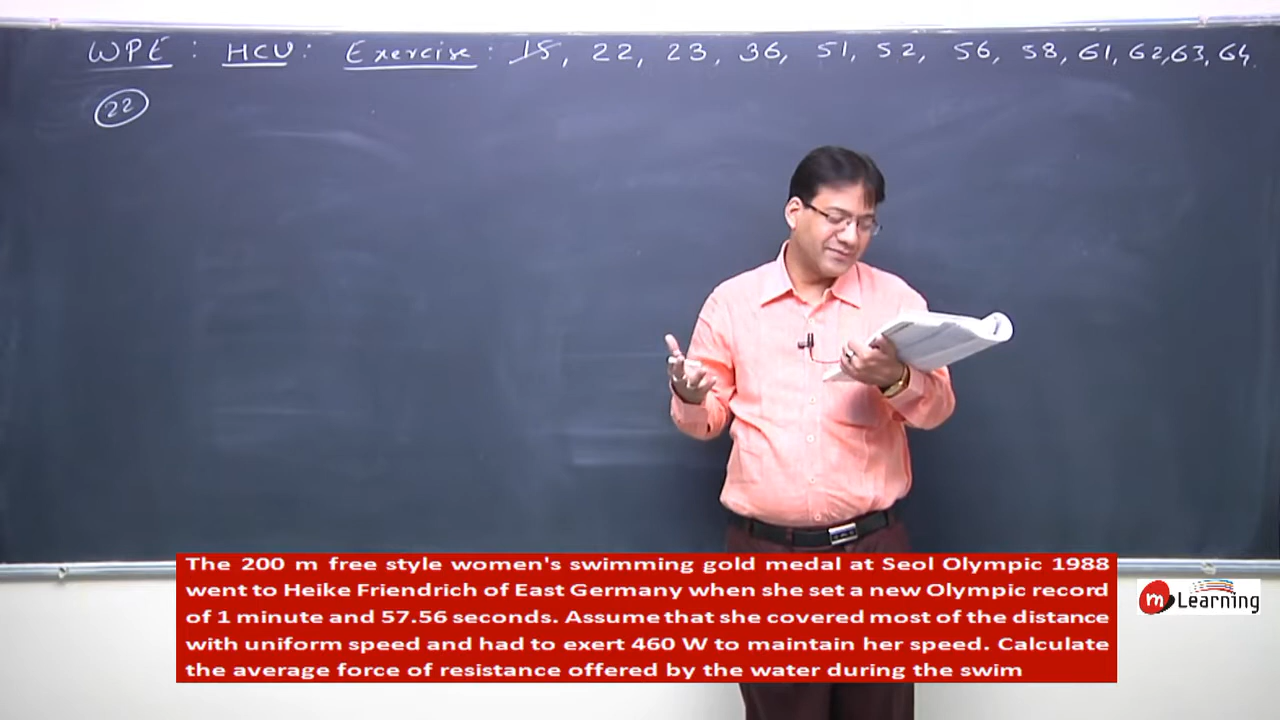 WPE : HCV : Exercise : 15, 22, 23, 36, 51, 52, 56, 58, 61, 62, 63, 64.
22
The 200 m free style women's swimming gold medal at Seol Olympic 1988
went to Heike Friendrich of East Germany when she set a new Olympic record
of 1 minute and 57.56 seconds. Assume that she covered most of the distance
with uniform speed and had to exert 460 W to maintain her speed. Calculate
the average force of resistance offered by the water during the swim
m Learning